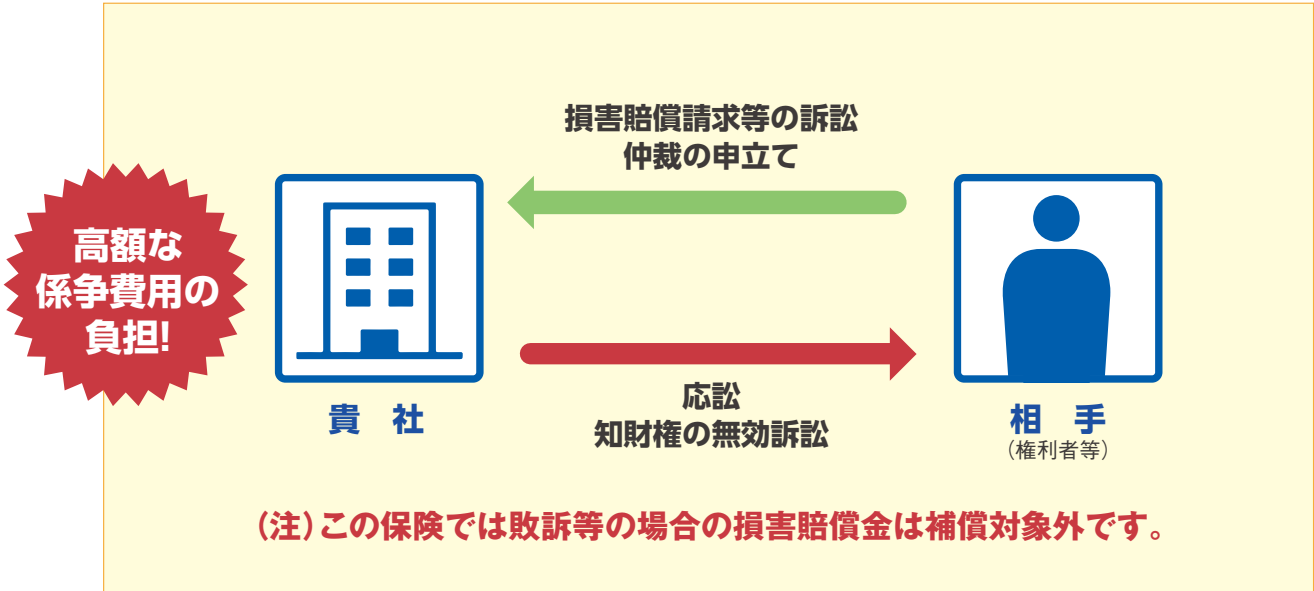 損害賠償請求等の訴訟
仲裁の申立て
高額な
係争費用の
負担!
貴 社
応訟
知財権の無効訴訟
相 手
(権利者等)
(注)この保険では敗訴等の場合の損害賠償金は補償対象外です。